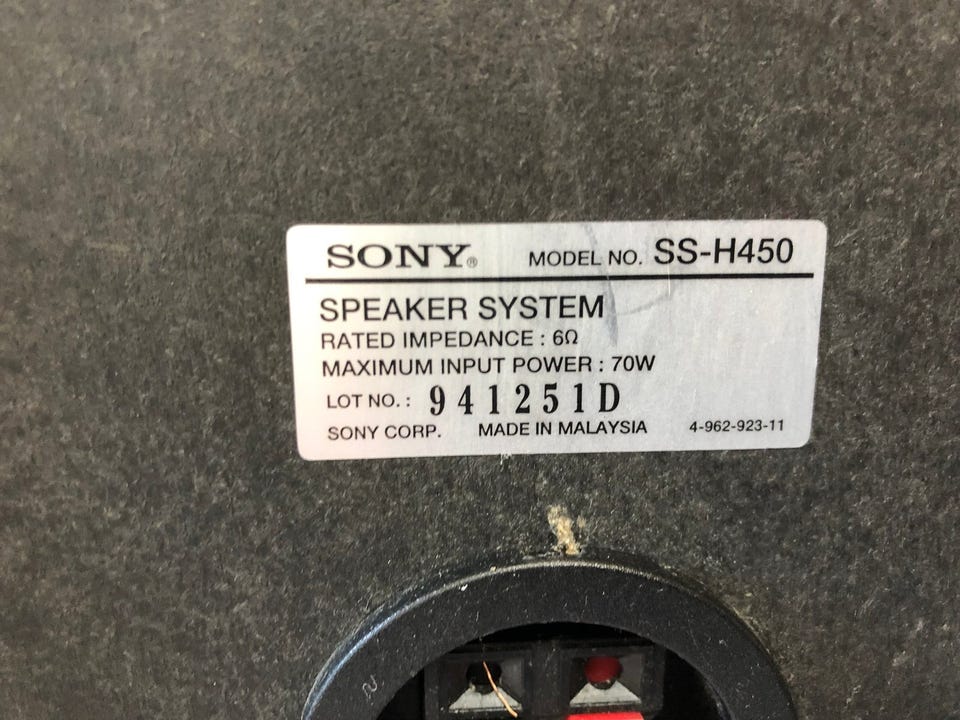 SONY® MODEL NO. SS-H450
SPEAKER SYSTEM
RATED IMPEDANCE : 6Ω
MAXIMUM INPUT POWER : 70W
LOT NO. : 941251D
SONY CORP. MADE IN MALAYSIA 4-962-923-11